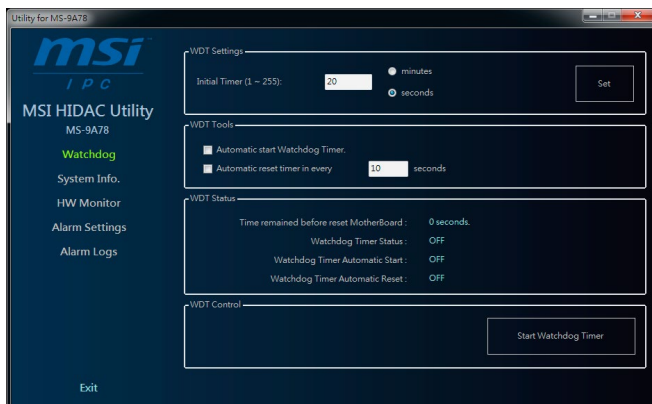 Utility for MS-9A78
msi
IPC
MSI HIDAC Utility
MS-9A78
Watchdog
System Info.
HW Monitor
Alarm Settings
Alarm Logs
Exit
WDT Settings
Initial Timer (1 ~ 255): 20
minutes
seconds
Set
WDT Tools
Automatic start Watchdog Timer.
Automatic reset timer in every 10 seconds
WDT Status
Time remained before reset MotherBoard : 0 seconds.
Watchdog Timer Status : OFF
Watchdog Timer Automatic Start : OFF
Watchdog Timer Automatic Reset : OFF
WDT Control
Start Watchdog Timer